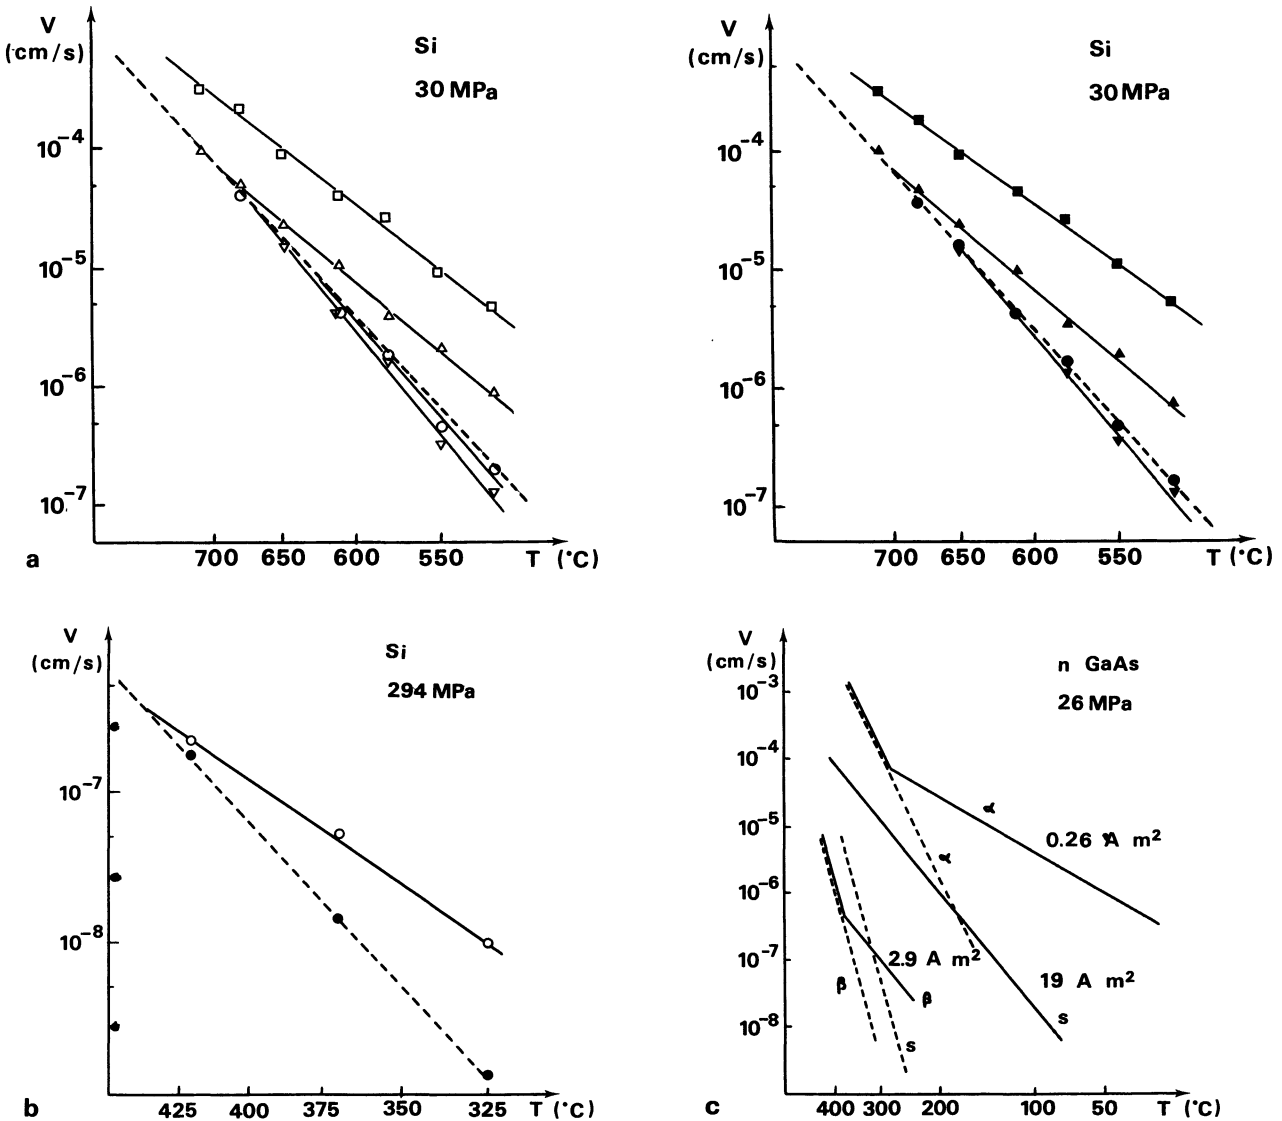 V
(cm/s)
Si
30 MPa
10⁻⁴
10⁻⁵
10⁻⁶
10⁻⁷
700 650 600 550 T (°C)
a
V
(cm/s)
Si
30 MPa
10⁻⁴
10⁻⁵
10⁻⁶
10⁻⁷
700 650 600 550 T (°C)
V
(cm/s)
Si
294 MPa
10⁻⁷
10⁻⁸
425 400 375 350 325 T (°C)
b
V
(cm/s)
n GaAs
26 MPa
10⁻³
10⁻⁴
10⁻⁵
10⁻⁶
10⁻⁷
10⁻⁸
α
0.26 A m²
α
2.9 A m²
β
β
19 A m²
s
s
400 300 200 100 50 T (°C)
c